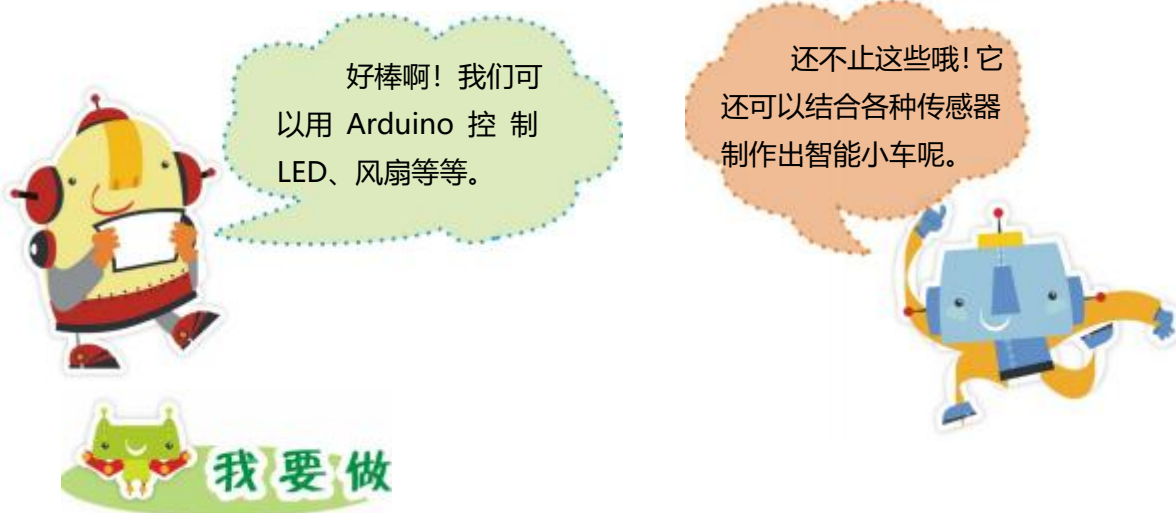 好棒啊！我们可
以用 Arduino 控 制
LED、风扇等等。
还不止这些哦！它
还可以结合各种传感器
制作出智能小车呢。
我要做